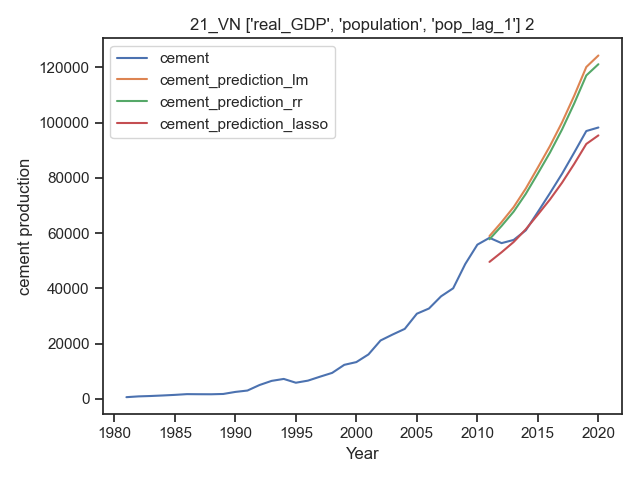 21_VN ['real_GDP', 'population', 'pop_lag_1'] 2
cement
cement_prediction_lm
cement_prediction_rr
cement_prediction_lasso
120000
100000
80000
60000
40000
20000
0
cement production
1980
1985
1990
1995
2000
2005
2010
2015
2020
Year